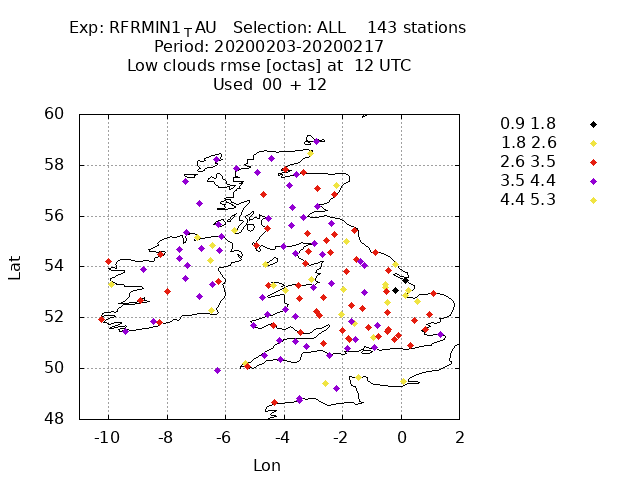 Exp: RFRMIN1TAU Selection: ALL 143 stations
Period: 20200203-20200217
Low clouds rmse [octas] at 12 UTC
Used 00 + 12
0.9 1.8
1.8 2.6
2.6 3.5
3.5 4.4
4.4 5.3
60
58
56
54
52
50
48
Lat
-10 -8 -6 -4 -2 0 2
Lon